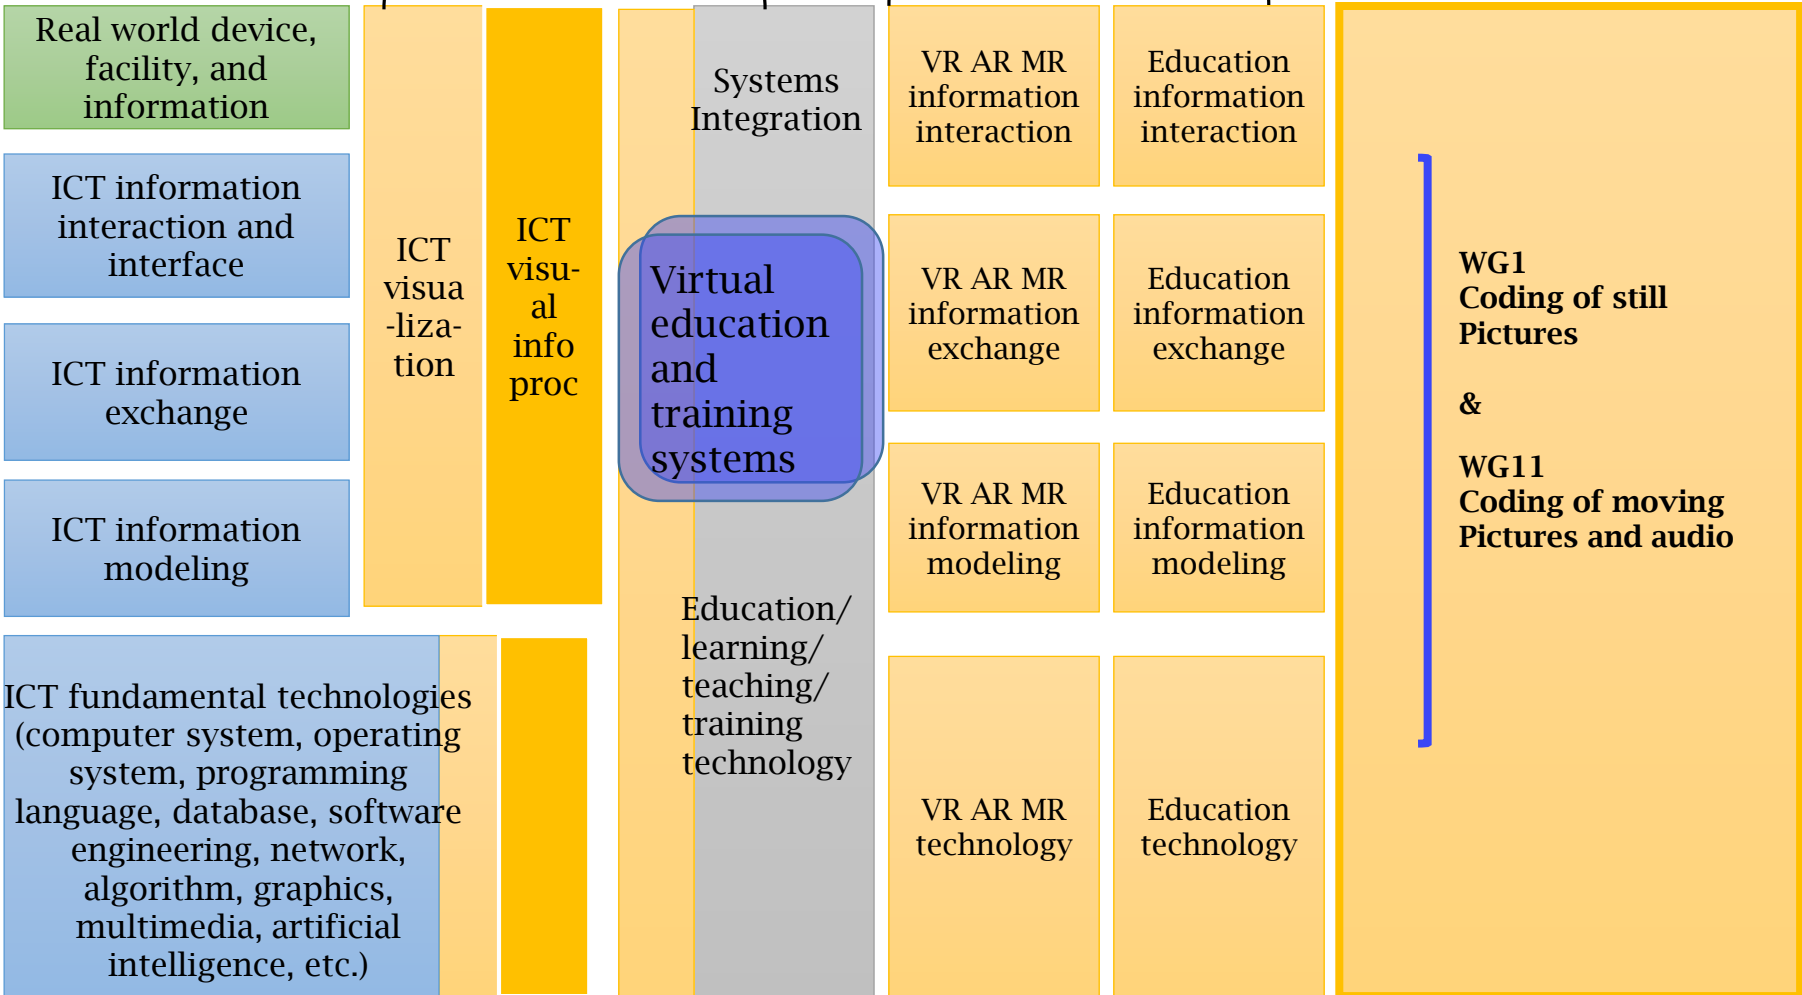 Real world device,
facility, and
information
ICT information
interaction and
interface
ICT information
exchange
ICT information
modeling
ICT fundamental technologies
(computer system, operating
system, programming
language, database, software
engineering, network,
algorithm, graphics,
multimedia, artificial
intelligence, etc.)
ICT
visua
-liza-
tion
ICT
visu-
al
info
proc
Systems
Integration
Virtual
education
and
training
systems
Education/
learning/
teaching/
training
technology
VR AR MR
information
interaction
VR AR MR
information
exchange
VR AR MR
information
modeling
VR AR MR
technology
Education
information
interaction
Education
information
exchange
Education
information
modeling
Education
technology
WG1
Coding of still
Pictures
&
WG11
Coding of moving
Pictures and audio